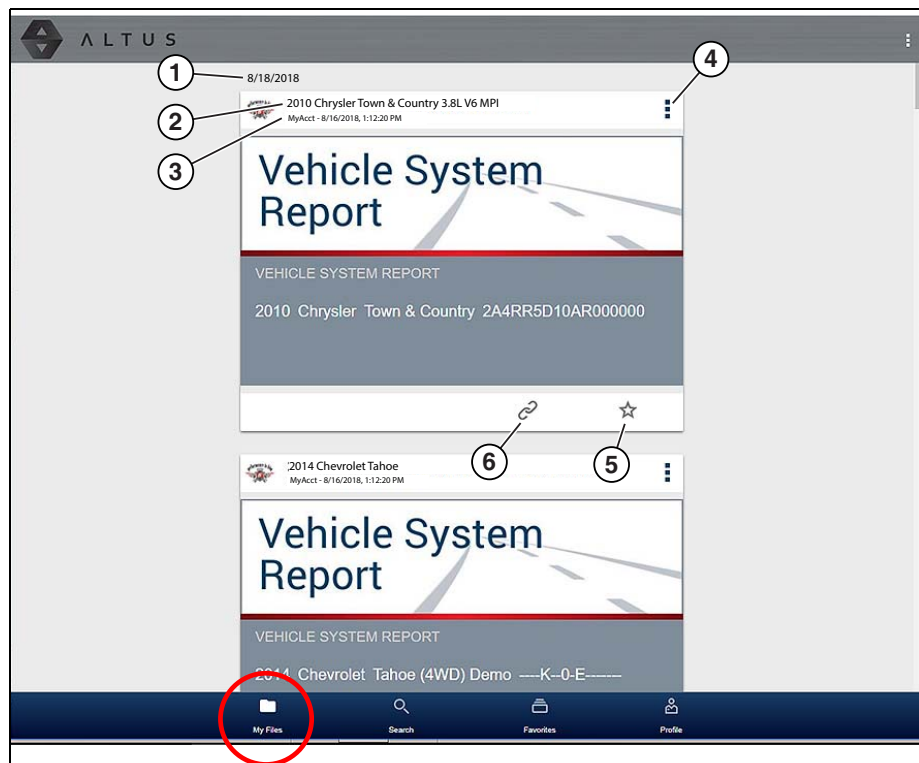 ALTUS
1
8/18/2018
4
2
2010 Chrysler Town & Country 3.8L V6 MPI
3
MyAcct - 8/16/2018, 1:12:20 PM
Vehicle System
Report
VEHICLE SYSTEM REPORT
2010 Chrysler Town & Country 2A4RR5D10AR000000
6
5
2014 Chevrolet Tahoe
MyAcct - 8/16/2018, 1:12:20 PM
Vehicle System
Report
VEHICLE SYSTEM REPORT
2014 Chevrolet Tahoe (4WD) Demo ----K--0-E-------
My Files Search Favorites Profile